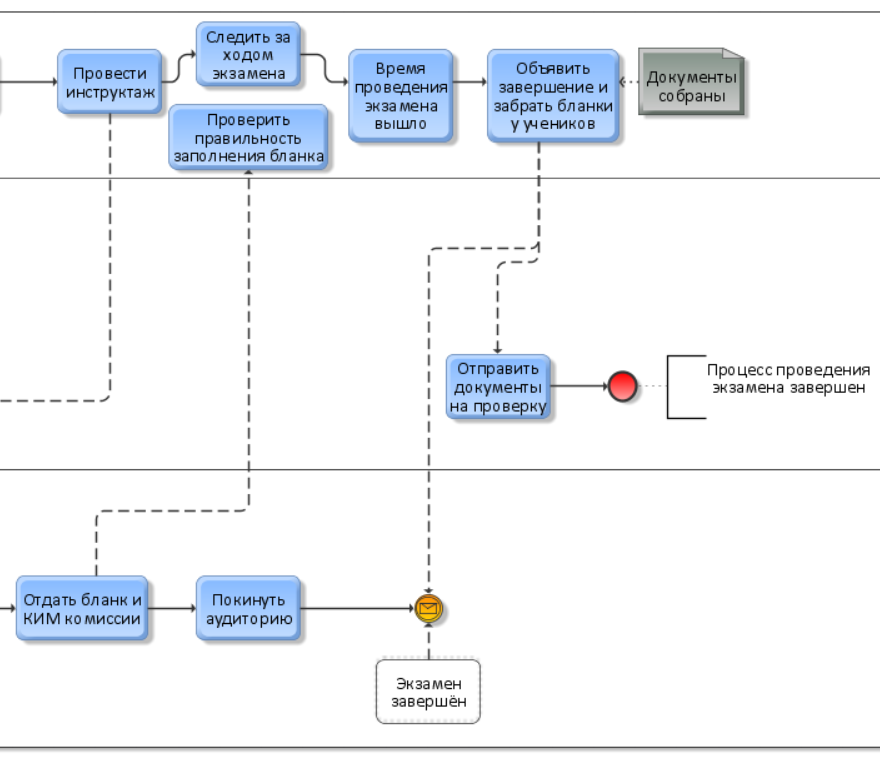 Провести
инструктаж
Следить за
ходом
экзамена
Проверить
правильность
заполнения бланка
Время
проведения
экзамена
вышло
Объявить
завершение и
забрать бланки
у учеников
Документы
собраны
Отправить
документы
на проверку
Процесс проведения
экзамена завершен
Отдать бланк и
КИМ комиссии
Покинуть
аудиторию
Экзамен
завершён